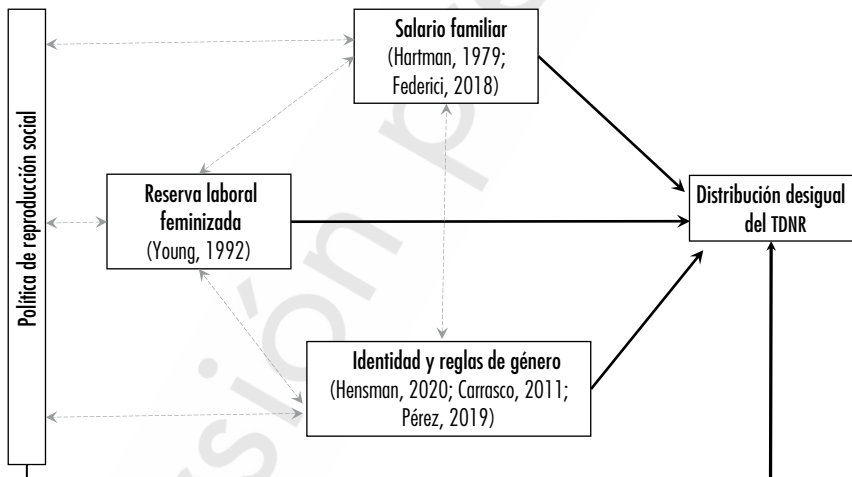 Política de reproducción social
Salario familiar
(Hartman, 1979;
Federici, 2018)
Reserva laboral
feminizada
(Young, 1992)
Distribución desigual
del TDNR
Identidad y reglas de género
(Hensman, 2020; Carrasco, 2011;
Pérez, 2019)